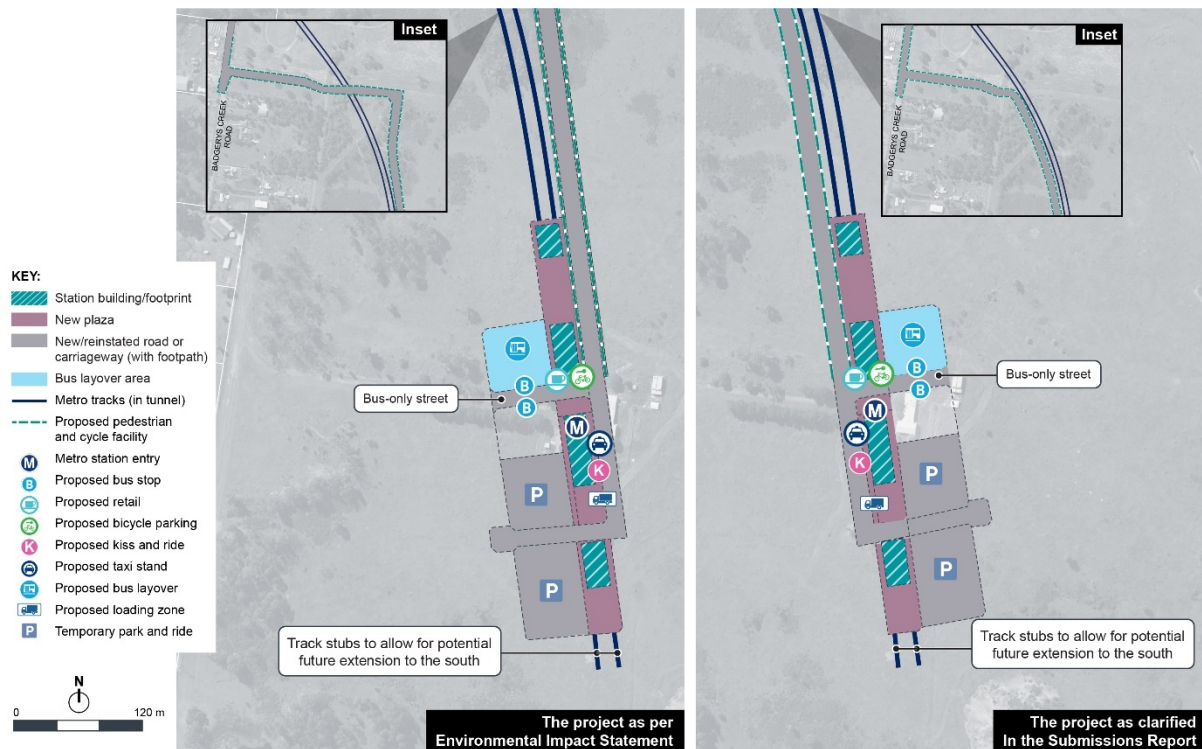 KEY:
Station building/footprint
New plaza
New/reinstated road or
carriageway (with footpath)
Bus layover area
Metro tracks (in tunnel)
Proposed pedestrian
and cycle facility
M Metro station entry
B Proposed bus stop
Proposed retail
Proposed bicycle parking
K Proposed kiss and ride
Proposed taxi stand
Proposed bus layover
Proposed loading zone
P Temporary park and ride
N
0
120 m
Inset
BADGERYS CREEK
ROAD
B
Bus-only street
B
M
K
P
P
Track stubs to allow for potential
future extension to the south
The project as per
Environmental Impact Statement
Inset
BADGERYS CREEK
ROAD
B
Bus-only street
B
M
K
P
P
Track stubs to allow for potential
future extension to the south
The project as clarified
In the Submissions Report